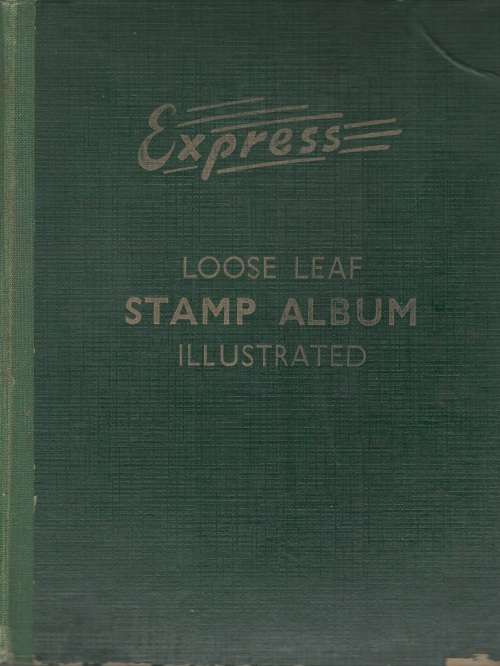 Express
LOOSE LEAF
STAMP ALBUM
ILLUSTRATED